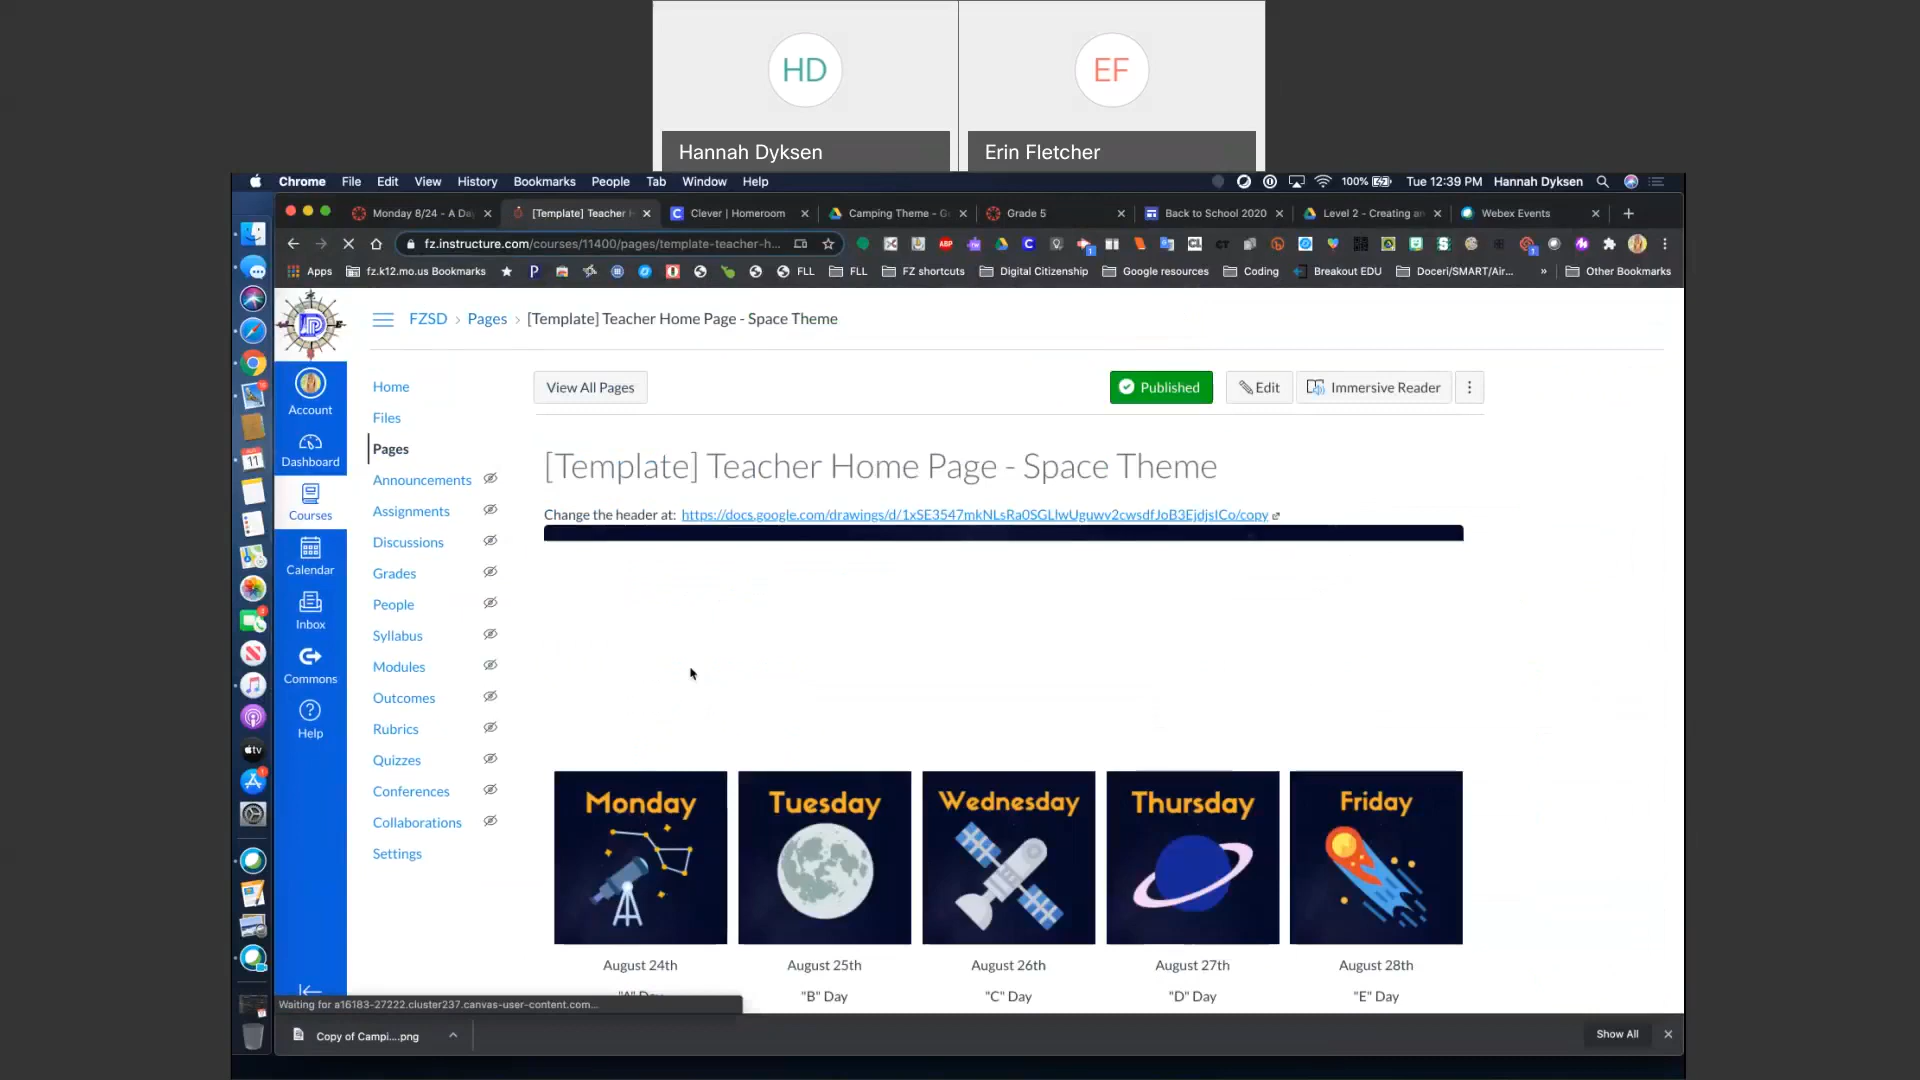 HD
EF
Hannah Dyksen
Erin Fletcher
Chrome File Edit View History Bookmarks People Tab Window Help
100% Tue 12:39 PM Hannah Dyksen
Monday 8/24 - A Da
[Template] Teacher H
Clever | Homeroom
Camping Theme - G
Grade 5
Back to School 2020
Level 2 - Creating an
Webex Events
fz.instructure.com/courses/11400/pages/template-teacher-h...
Apps fz.k12.mo.us Bookmarks FLL FLL FZ shortcuts Digital Citizenship Google resources Coding Breakout EDU Doceri/SMART/Air... » Other Bookmarks
FZSD › Pages › [Template] Teacher Home Page - Space Theme
Account
Dashboard
Courses
Calendar
Inbox
Commons
Help
Home
Files
Pages
Announcements
Assignments
Discussions
Grades
People
Syllabus
Modules
Outcomes
Rubrics
Quizzes
Conferences
Collaborations
Settings
View All Pages
Published
Edit
Immersive Reader
[Template] Teacher Home Page - Space Theme
Change the header at: https://docs.google.com/drawings/d/1xSE3547mkNLsRa0SGLlwUguwv2cwsdfJoB3EjdjsICo/copy
Monday
Tuesday
Wednesday
Thursday
Friday
August 24th
August 25th
August 26th
August 27th
August 28th
"A" Day
"B" Day
"C" Day
"D" Day
"E" Day
Waiting for a16183-27222.cluster237.canvas-user-content.com...
Copy of Campi....png
Show All